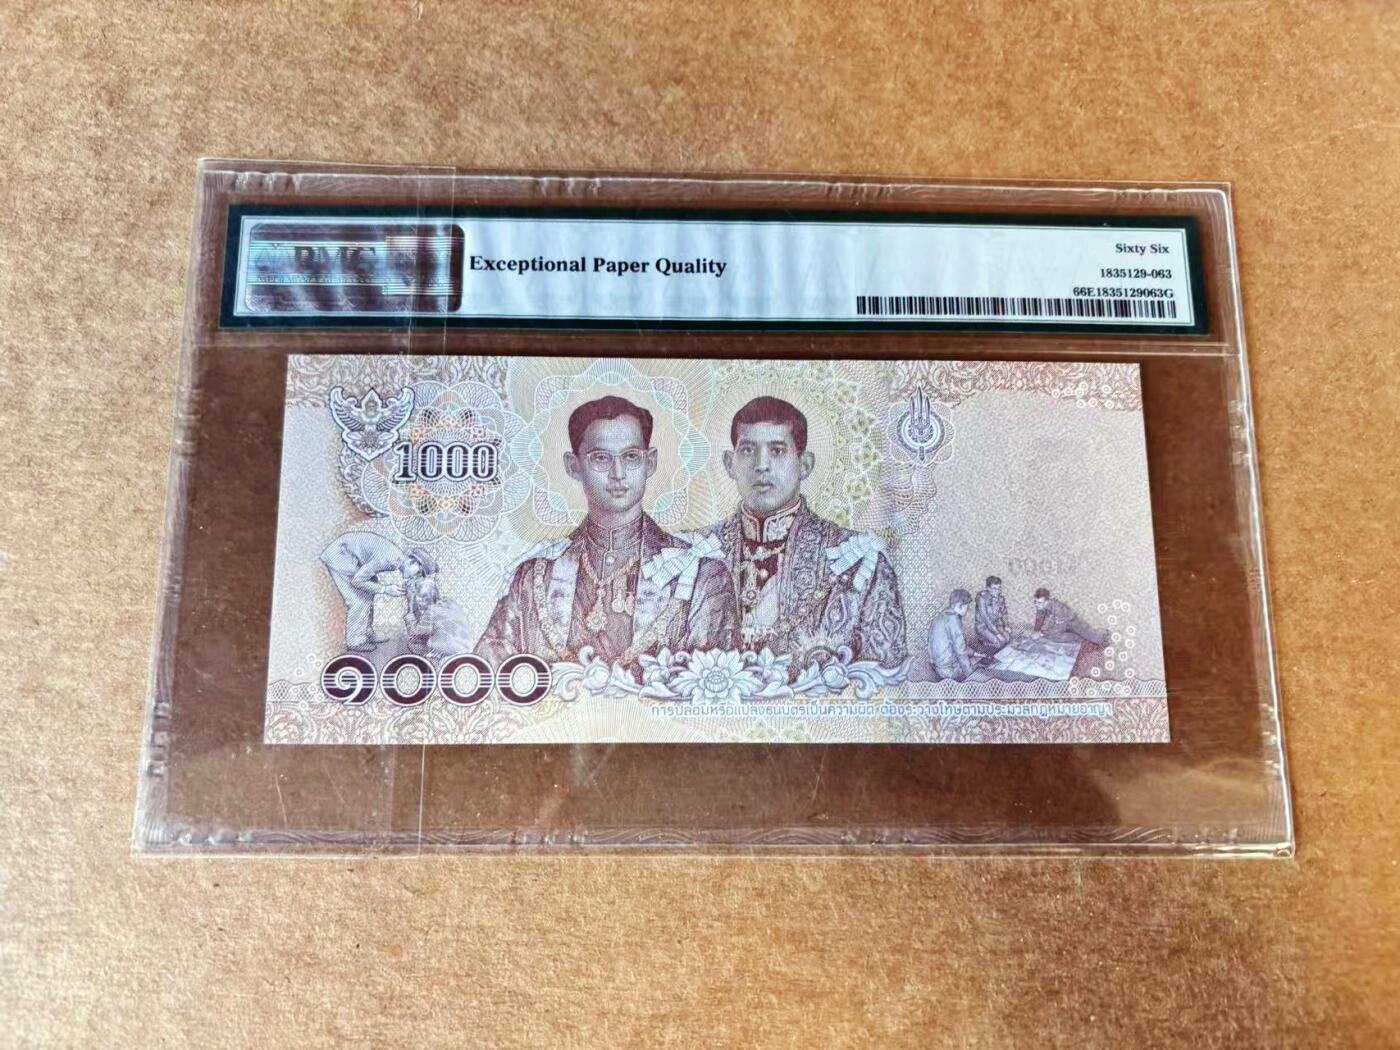 PMG
Exceptional Paper Quality
Sixty Six
1835129-063
66E1835129063G
1000
๑๐๐๐
การปลอมหรือแปลงธนบัตรเป็นความผิด ต้องระวางโทษตามประมวลกฎหมายอาญา